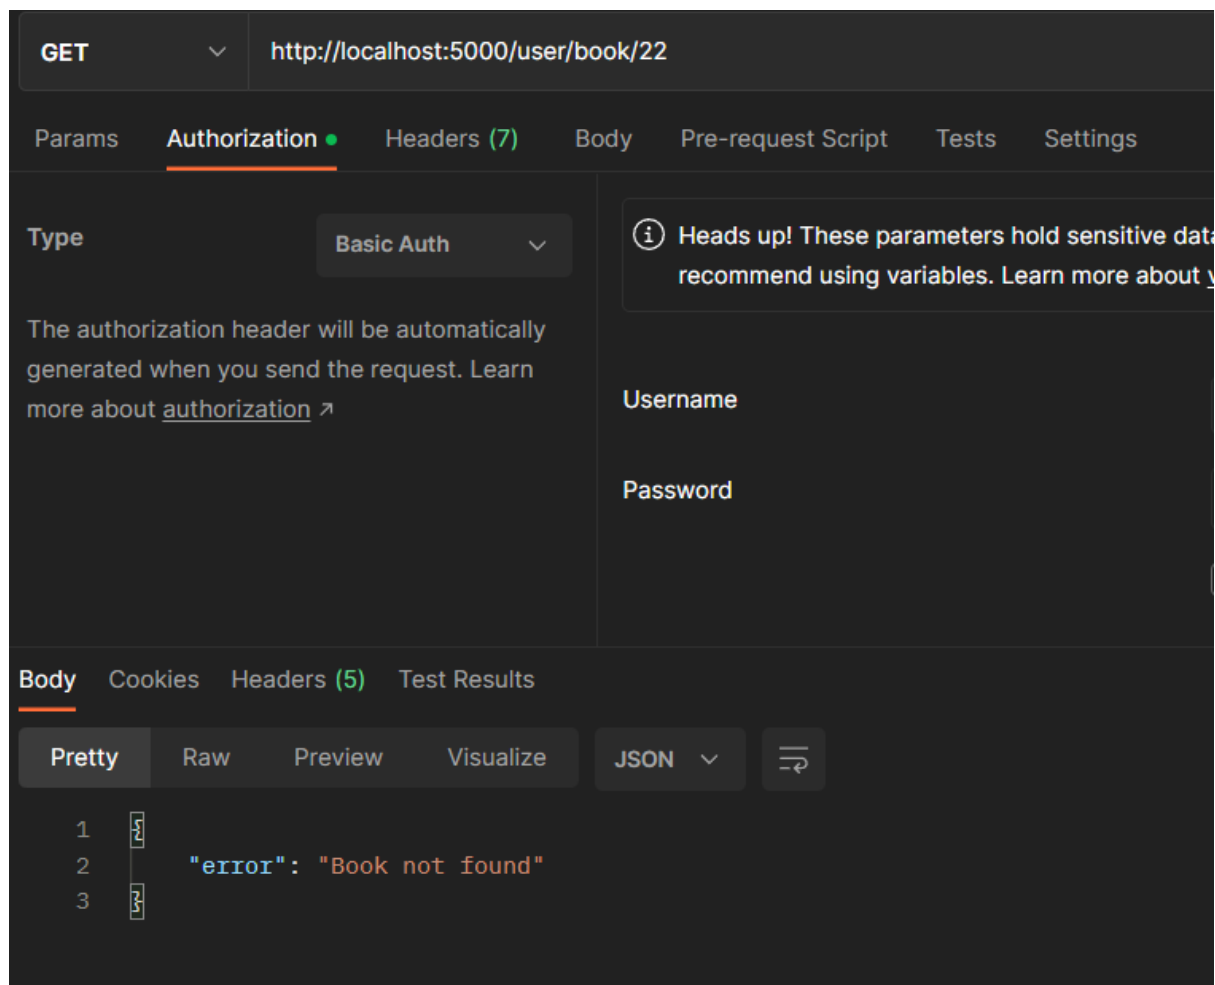 GET http://localhost:5000/user/book/22
Params Authorization Headers (7) Body Pre-request Script Tests Settings
Type Basic Auth
The authorization header will be automatically
generated when you send the request. Learn
more about authorization ↗
Heads up! These parameters hold sensitive data
recommend using variables. Learn more about
Username
Password
Body Cookies Headers (5) Test Results
Pretty Raw Preview Visualize JSON
1 {
2 "error": "Book not found"
3 }